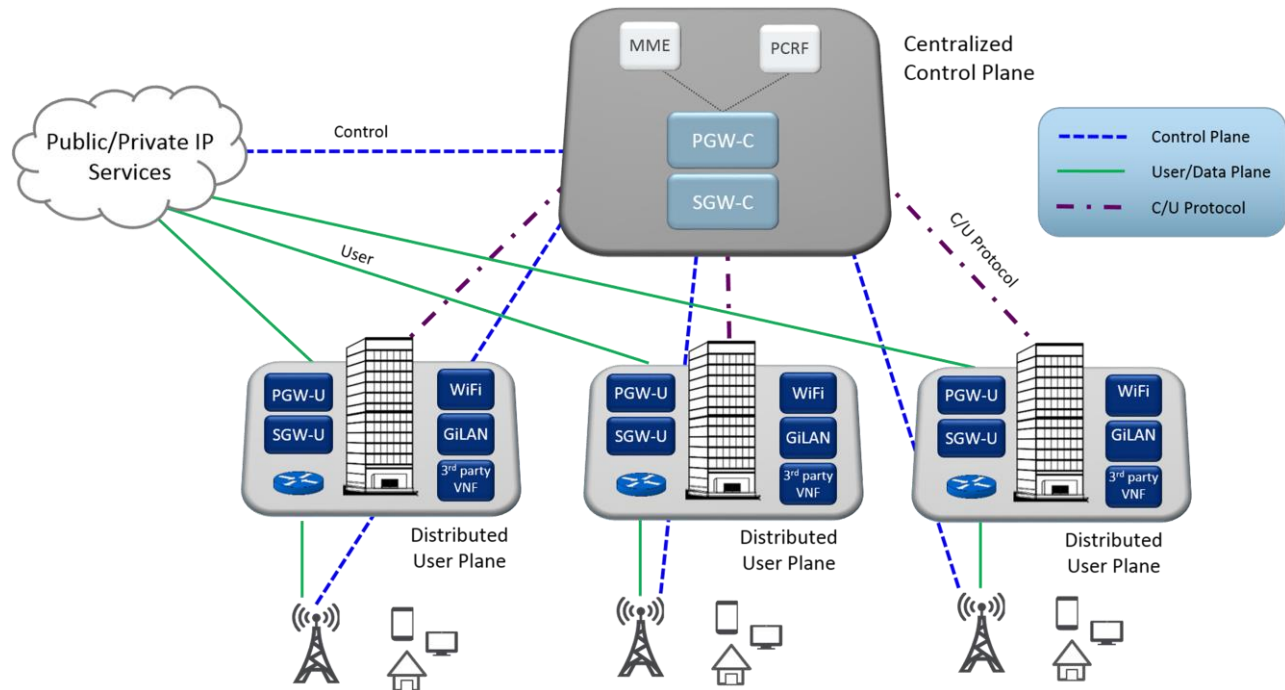 MME
PCRF
Centralized
Control Plane
Public/Private IP
Services
Control
PGW-C
SGW-C
Control Plane
User/Data Plane
C/U Protocol
User
C/U Protocol
PGW-U
WiFi
SGW-U
GiLAN
3rd party
VNF
PGW-U
WiFi
SGW-U
GiLAN
3rd party
VNF
PGW-U
WiFi
SGW-U
GiLAN
3rd party
VNF
Distributed
User Plane
Distributed
User Plane
Distributed
User Plane